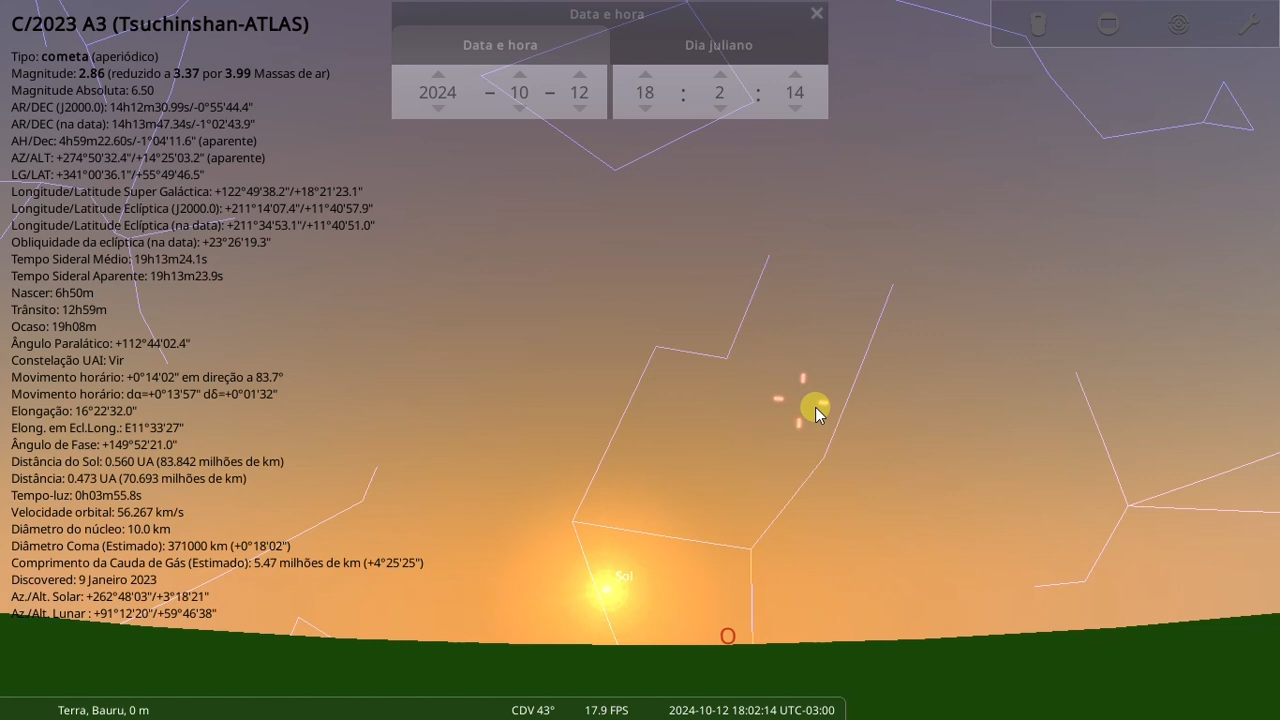 C/2023 A3 (Tsuchinshan-ATLAS)
Tipo: cometa (aperiódico)
Magnitude: 2.86 (reduzido a 3.37 por 3.99 Massas de ar)
Magnitude Absoluta: 6.50
AR/DEC (J2000.0): 14h12m30.99s/-0°55'44.4"
AR/DEC (na data): 14h13m47.34s/-1°02'43.9"
AH/Dec: 4h59m22.60s/-1°04'11.6" (aparente)
AZ/ALT: +274°50'32.4"/+14°25'03.2" (aparente)
LG/LAT: +341°00'36.1"/+55°49'46.5"
Longitude/Latitude Super Galáctica: +122°49'38.2"/+18°21'23.1"
Longitude/Latitude Eclíptica (J2000.0): +211°14'07.4"/+11°40'57.9"
Longitude/Latitude Eclíptica (na data): +211°34'53.1"/+11°40'51.0"
Obliquidade da eclíptica (na data): +23°26'19.3"
Tempo Sideral Médio: 19h13m24.1s
Tempo Sideral Aparente: 19h13m23.9s
Nascer: 6h50m
Trânsito: 12h59m
Ocaso: 19h08m
Ângulo Paralático: +112°44'02.4"
Constelação UAI: Vir
Movimento horário: +0°14'02" em direção a 83.7°
Movimento horário: dα=+0°13'57" dδ=+0°01'32"
Elongação: 16°22'32.0"
Elong. em Ecl.Long.: E11°33'27"
Ângulo de Fase: +149°52'21.0"
Distância do Sol: 0.560 UA (83.842 milhões de km)
Distância: 0.473 UA (70.693 milhões de km)
Tempo-luz: 0h03m55.8s
Velocidade orbital: 56.267 km/s
Diâmetro do núcleo: 10.0 km
Diâmetro Coma (Estimado): 371000 km (+0°18'02")
Comprimento da Cauda de Gás (Estimado): 5.47 milhões de km (+4°25'25")
Discovered: 9 Janeiro 2023
Az./Alt. Solar: +262°48'03"/+3°18'21"
Az./Alt. Lunar : +91°12'20"/+59°46'38"
Data e hora
Data e hora Dia juliano
2024 – 10 – 12 18 : 2 : 14
Sol
O
Terra, Bauru, 0 m CDV 43° 17.9 FPS 2024-10-12 18:02:14 UTC-03:00